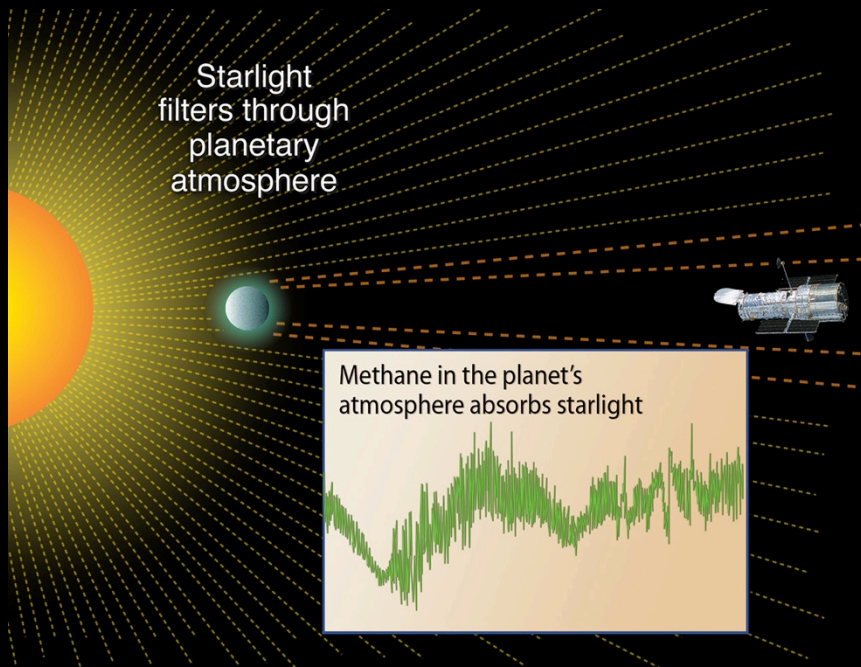 Starlight
filters through
planetary
atmosphere
Methane in the planet's
atmosphere absorbs starlight